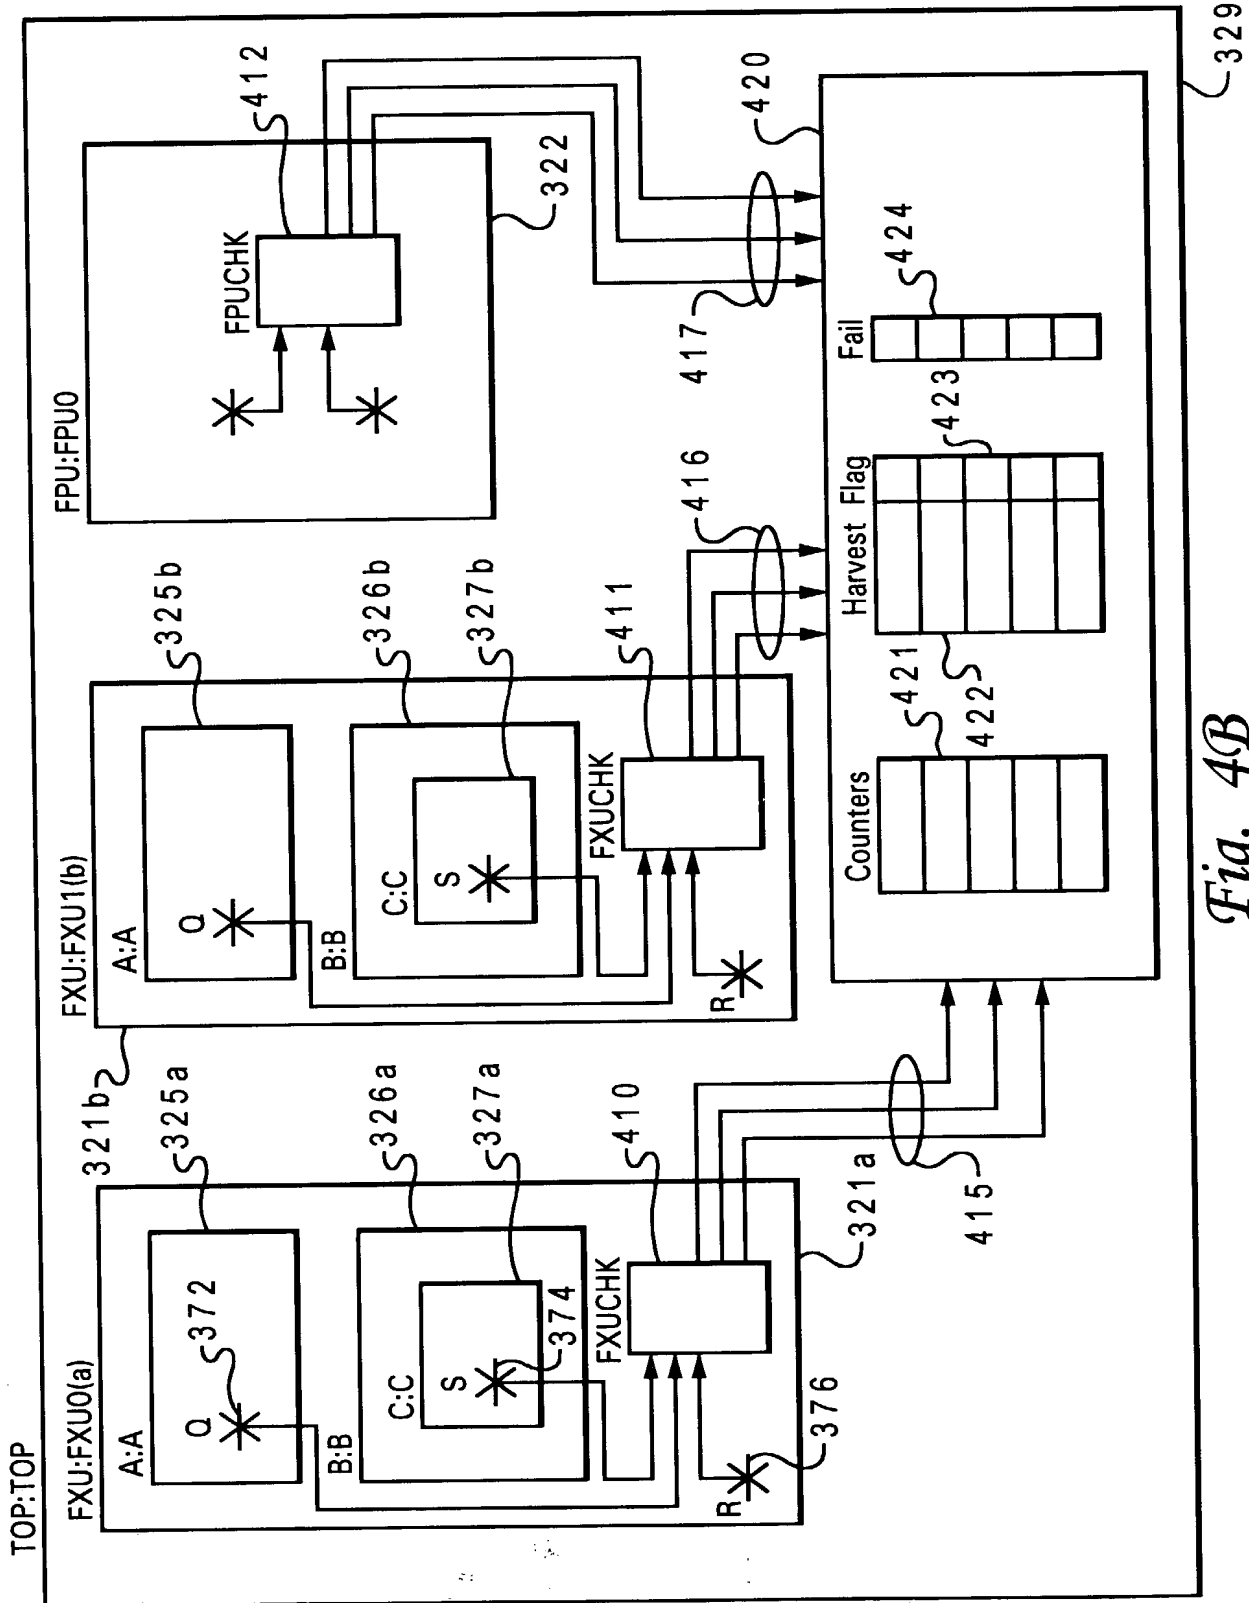 TOP:TOP
FXU:FXU0(a)
321b
FXU:FXU1(b)
FPU:FPU0
A:A
Q
372
325a
A:A
Q
325b
FPUCHK
412
B:B
C:C
S
374
326a
327a
B:B
C:C
S
326b
327b
322
FXUCHK
410
FXUCHK
411
R
376
321a
R
415
416
417
420
Counters
421
422
Harvest
Flag
423
Fail
424
329
Fig. 4B